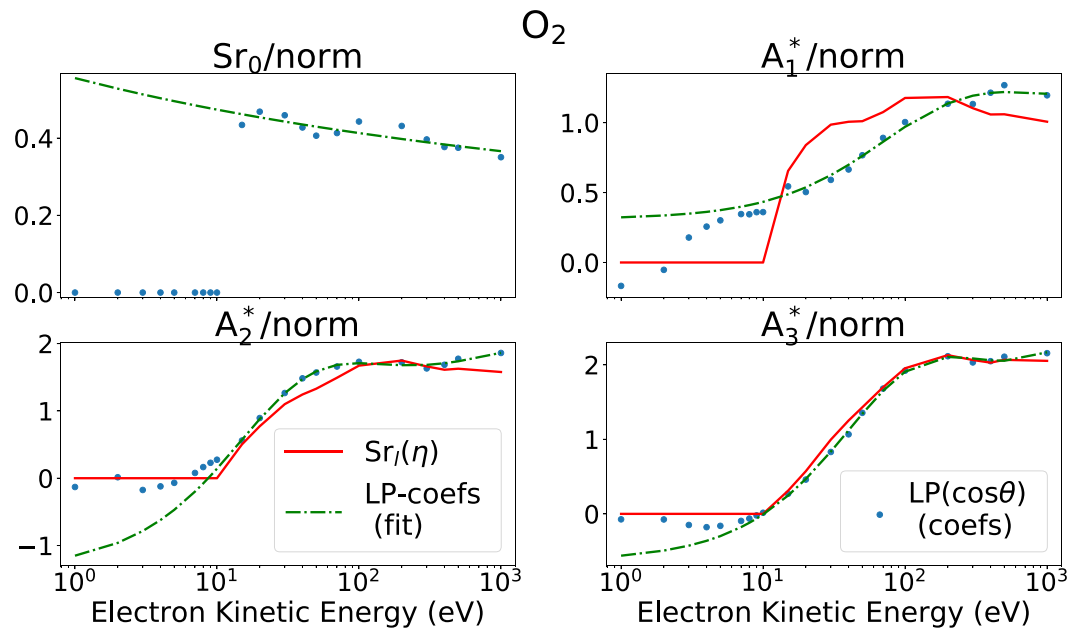 O₂
Sr₀/norm
A₁*/norm
0.4
0.2
0.0
1.0
0.5
0.0
A₂*/norm
A₃*/norm
2
1
0
−1
Sr_l(η)
LP-coefs
(fit)
2
1
0
LP(cosθ)
(coefs)
10⁰ 10¹ 10² 10³
10⁰ 10¹ 10² 10³
Electron Kinetic Energy (eV)
Electron Kinetic Energy (eV)